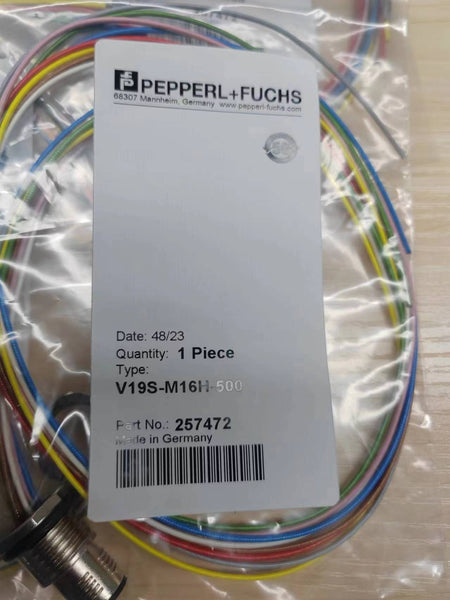 PEPPERL+FUCHS
68307 Mannheim, Germany www.pepperl-fuchs.com
Date: 48/23
Quantity: 1 Piece
Type:
V19S-M16H-500
Part No.: 257472
Made in Germany